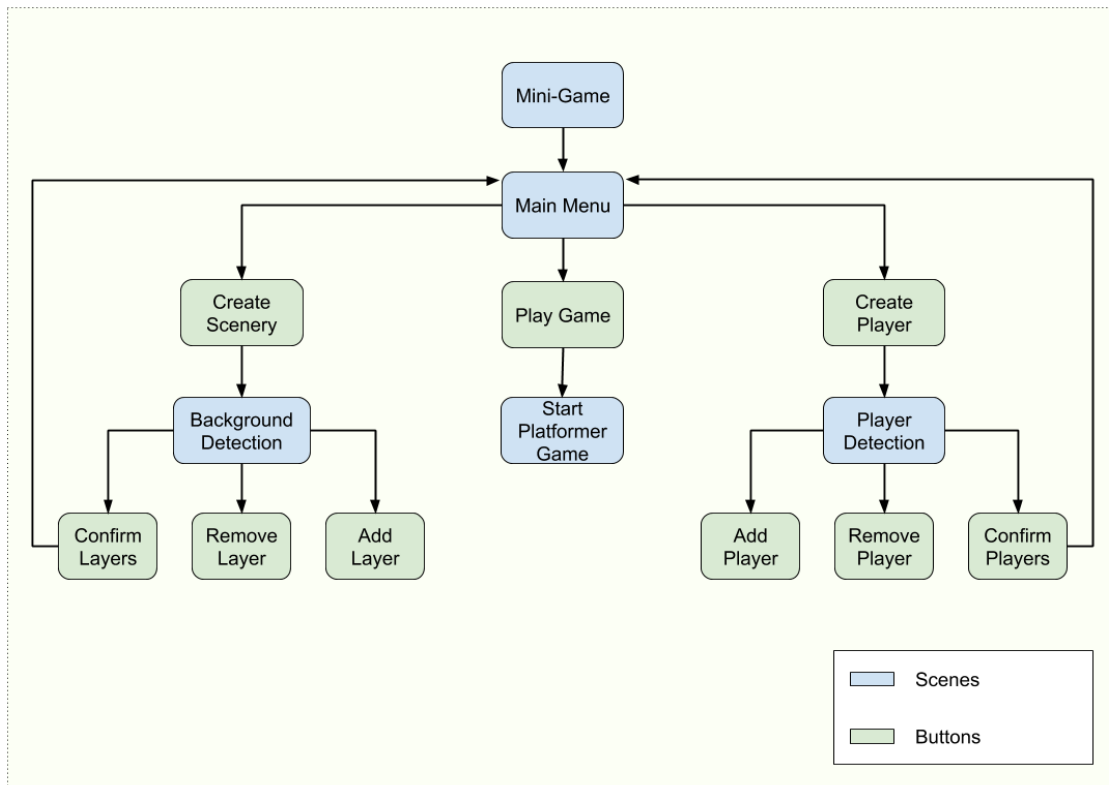 Mini-Game
Main Menu
Create
Scenery
Play Game
Create
Player
Background
Detection
Start
Platformer
Game
Player
Detection
Confirm
Layers
Remove
Layer
Add
Layer
Add
Player
Remove
Player
Confirm
Players
Scenes
Buttons